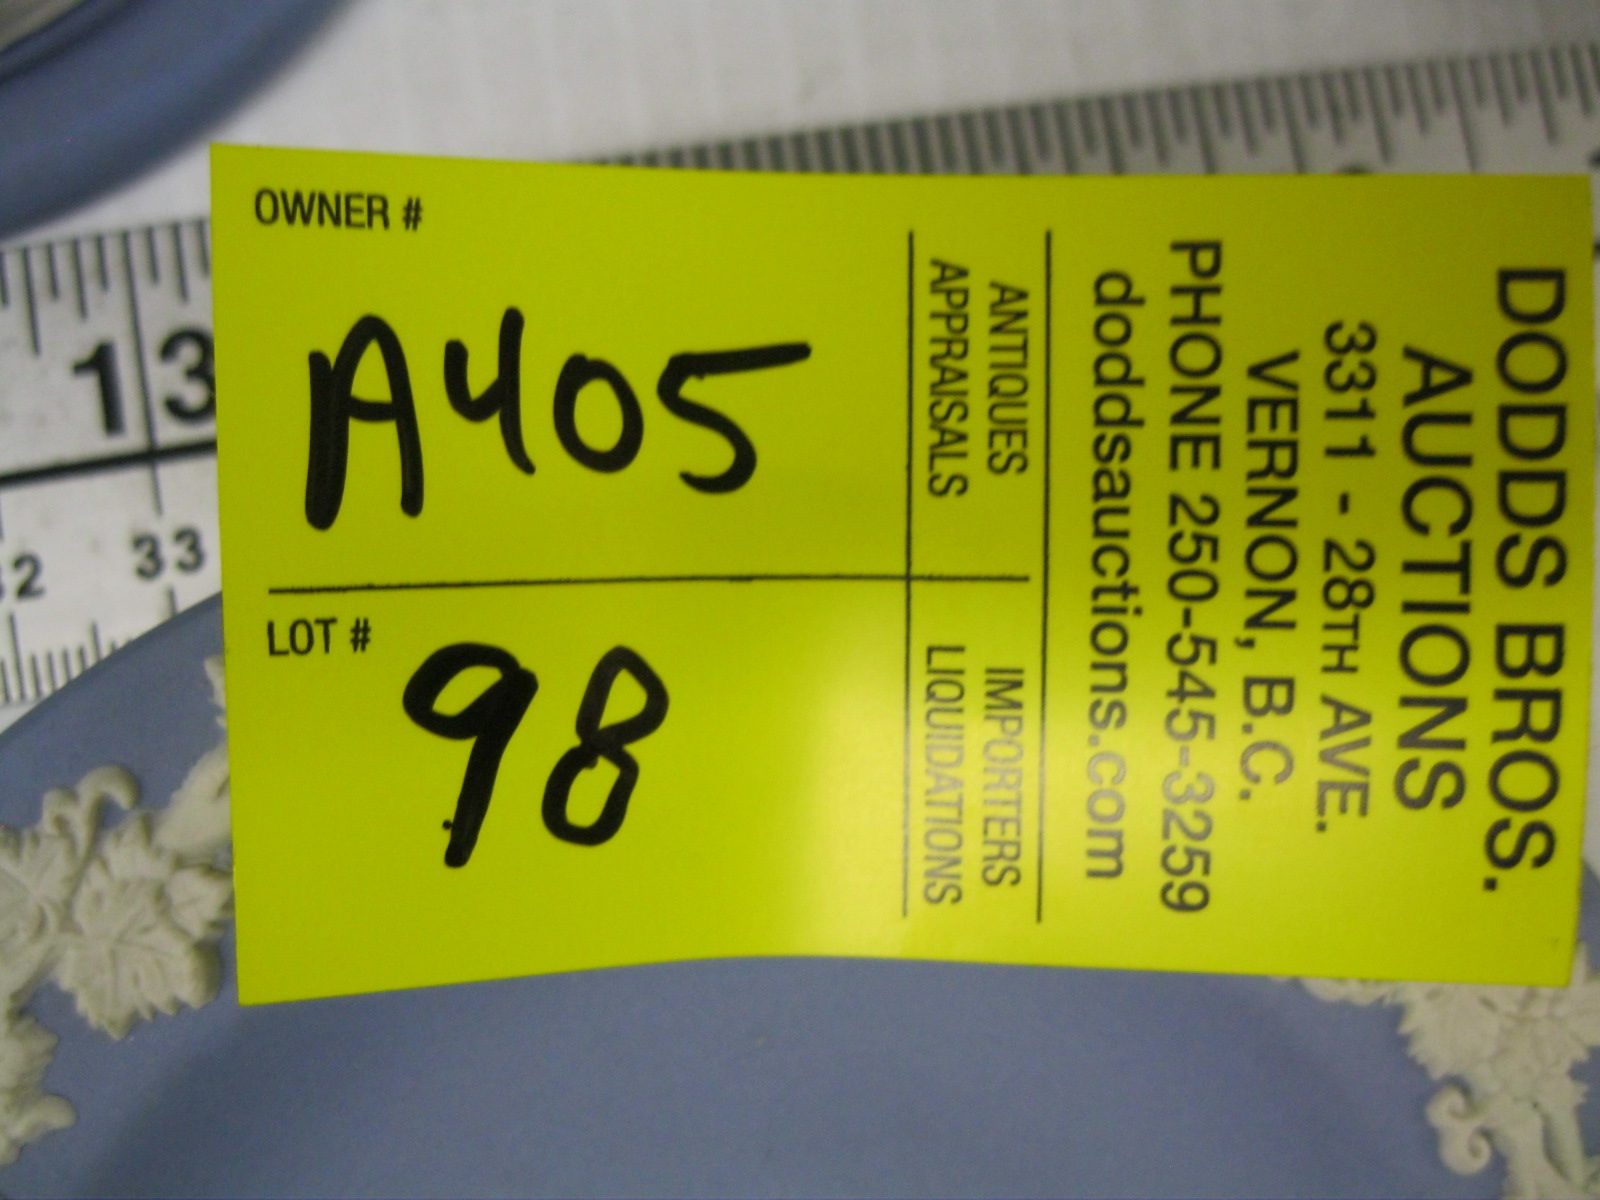 OWNER #
A405
LOT #
98
DODDS BROS.
AUCTIONS
3311 - 28TH AVE.
VERNON, B.C.
PHONE 250-545-3259
doddsauctions.com
ANTIQUES
APPRAISALS
IMPORTERS
LIQUIDATIONS
13
33